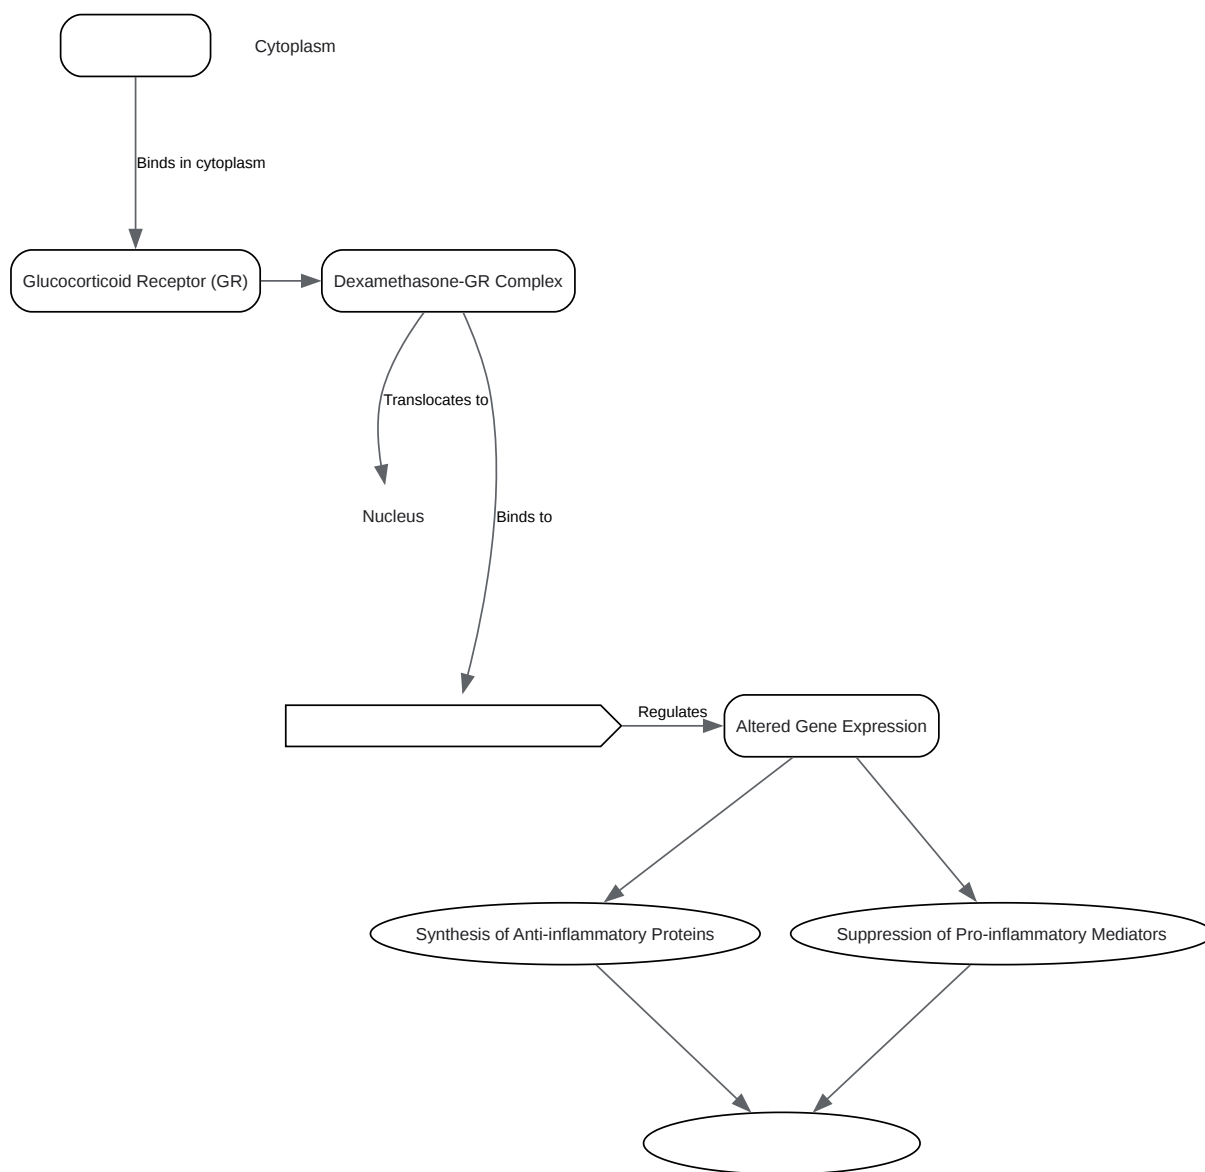 Cytoplasm
Binds in cytoplasm
Glucocorticoid Receptor (GR)
Dexamethasone-GR Complex
Translocates to
Nucleus
Binds to
Regulates
Altered Gene Expression
Synthesis of Anti-inflammatory Proteins
Suppression of Pro-inflammatory Mediators